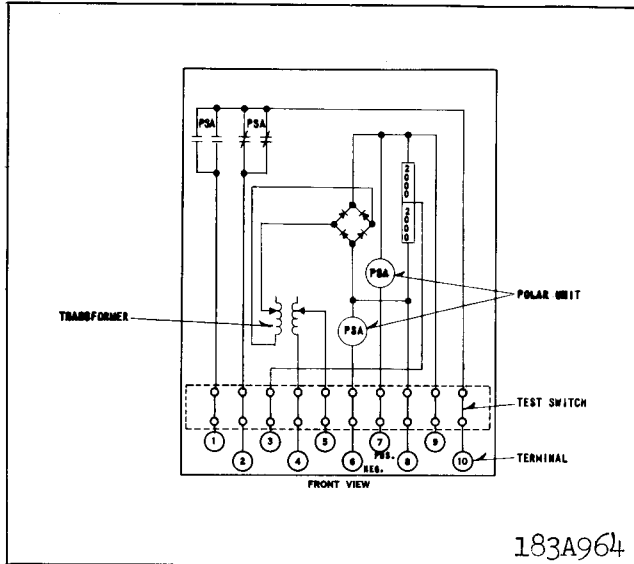 PSA PSA
2000
2000
PSA
POLAR UNIT
TRANSFORMER
PSA
TEST SWITCH
1 3 5 7 POS. 9
2 4 6 NEG. 8 10
TERMINAL
FRONT VIEW
183A964